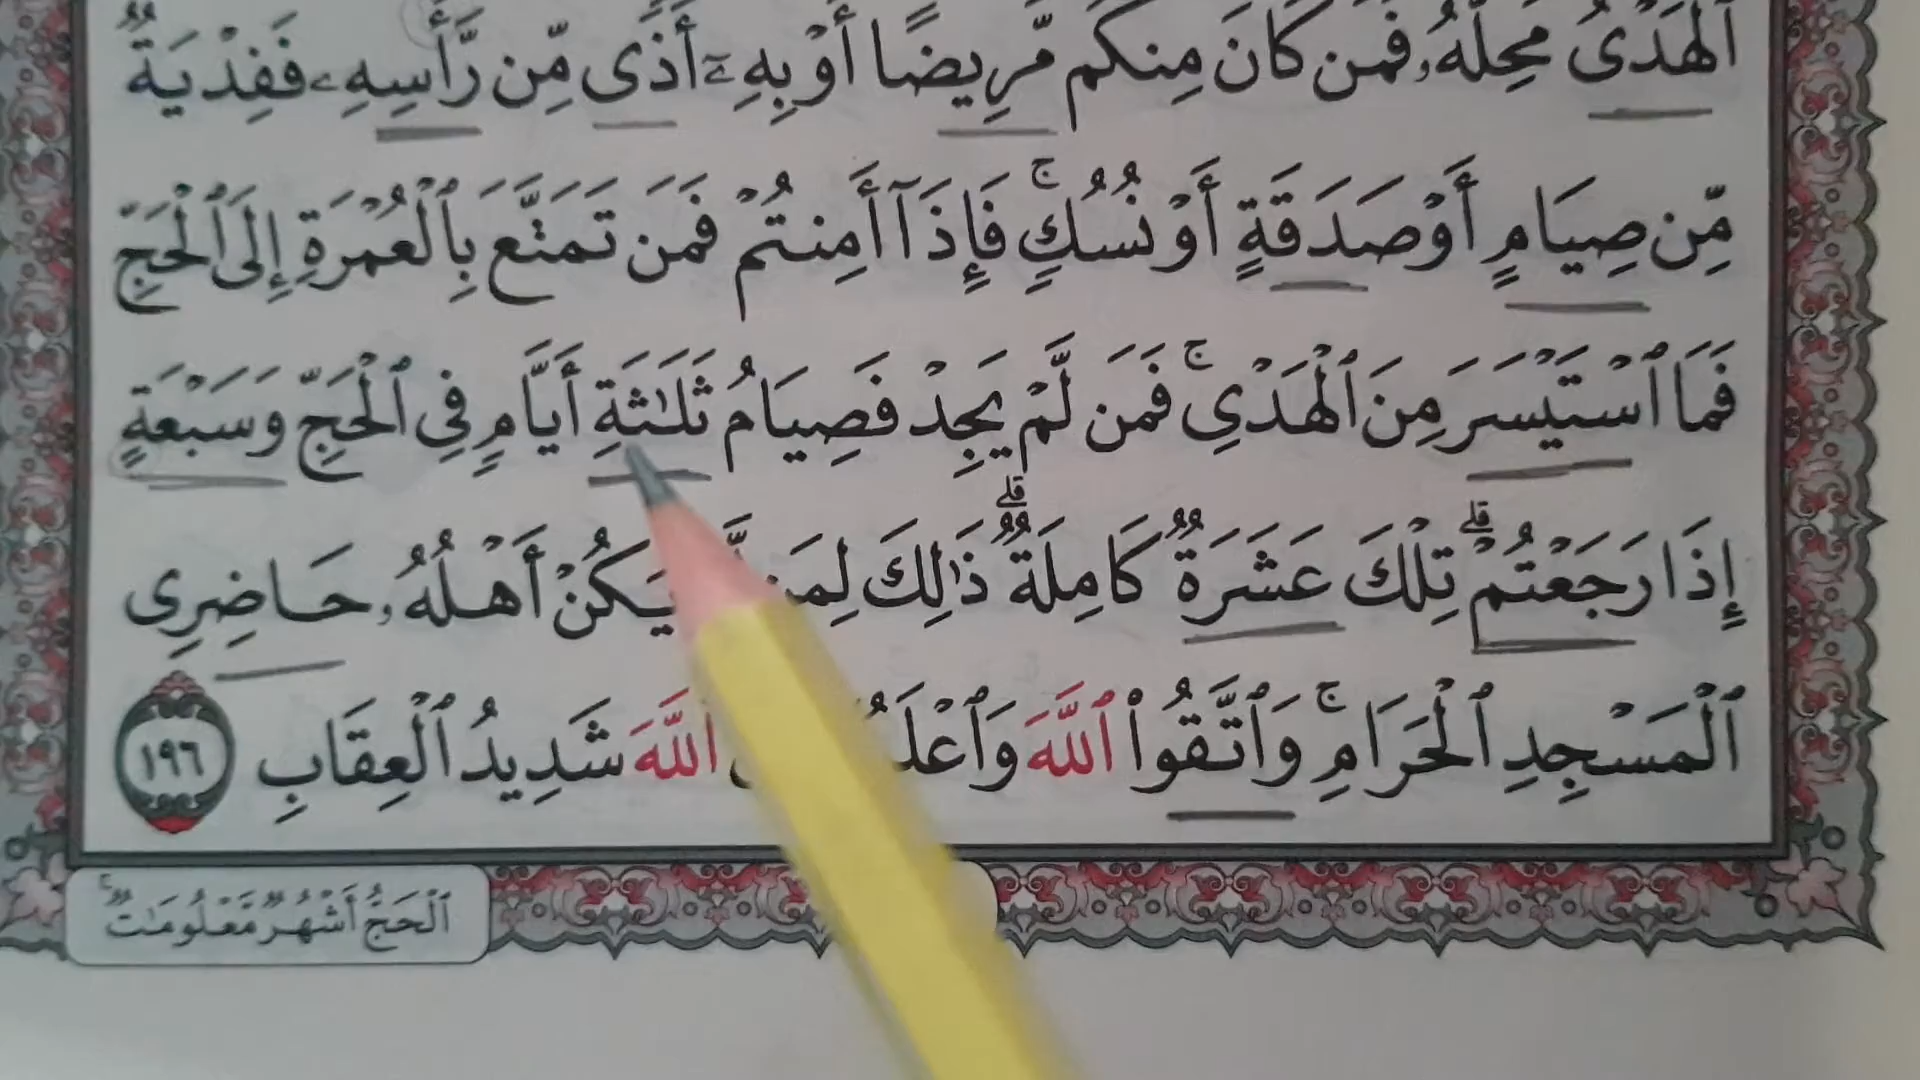 ٱلْهَدْىُ مَحِلَّهُۥ فَمَن كَانَ مِنكُم مَّرِيضًا أَوْ بِهِۦٓ أَذًى مِّن رَّأْسِهِۦ فَفِدْيَةٌ
مِّن صِيَامٍ أَوْ صَدَقَةٍ أَوْ نُسُكٍۚ فَإِذَآ أَمِنتُمْ فَمَن تَمَتَّعَ بِٱلْعُمْرَةِ إِلَى ٱلْحَجِّ
فَمَا ٱسْتَيْسَرَ مِنَ ٱلْهَدْىِۚ فَمَن لَّمْ يَجِدْ فَصِيَامُ ثَلَٰثَةِ أَيَّامٍ فِى ٱلْحَجِّ وَسَبْعَةٍ
إِذَا رَجَعْتُمْۗ تِلْكَ عَشَرَةٌ كَامِلَةٌۗ ذَٰلِكَ لِمَن يَكُنْ أَهْلُهُۥ حَاضِرِى
ٱلْمَسْجِدِ ٱلْحَرَامِۚ وَٱتَّقُوا۟ ٱللَّهَ ٱللَّهَ شَدِيدُ ٱلْعِقَابِ ١٩٦
ٱلْحَجُّ أَشْهُرٌ مَّعْلُومَٰتٌۚ